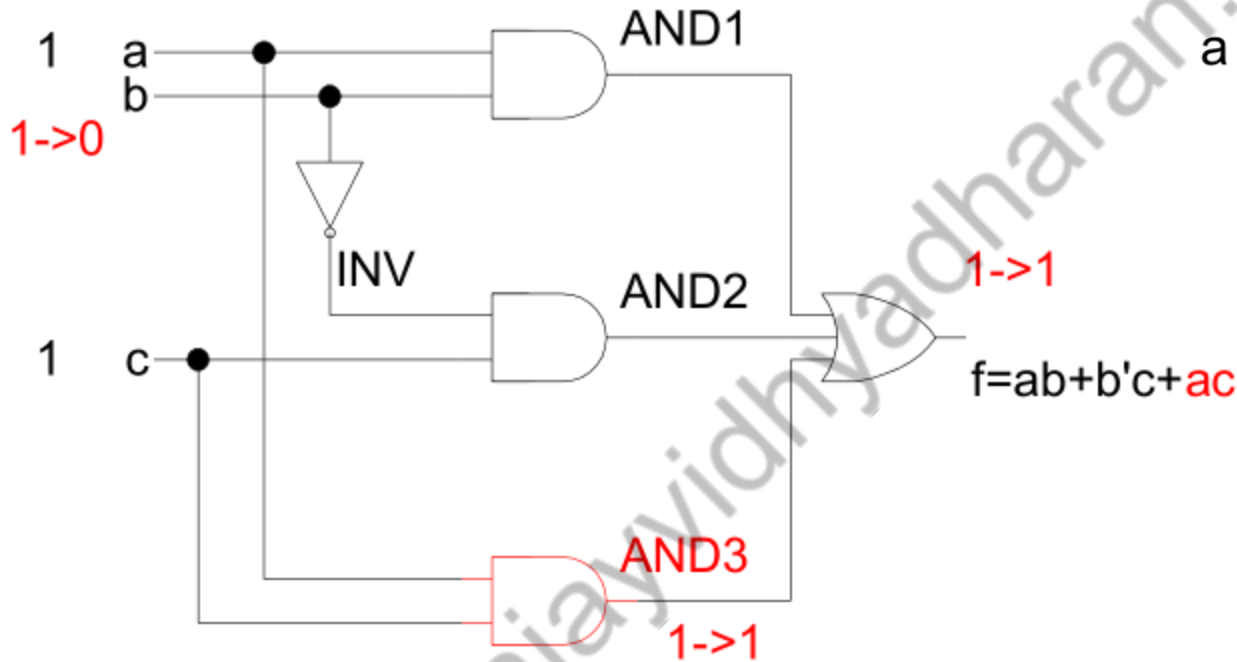 AND1
1 a
a
b
1->0
INV
AND2
1->1
1 c
f=ab+b'c+ac
AND3
1->1